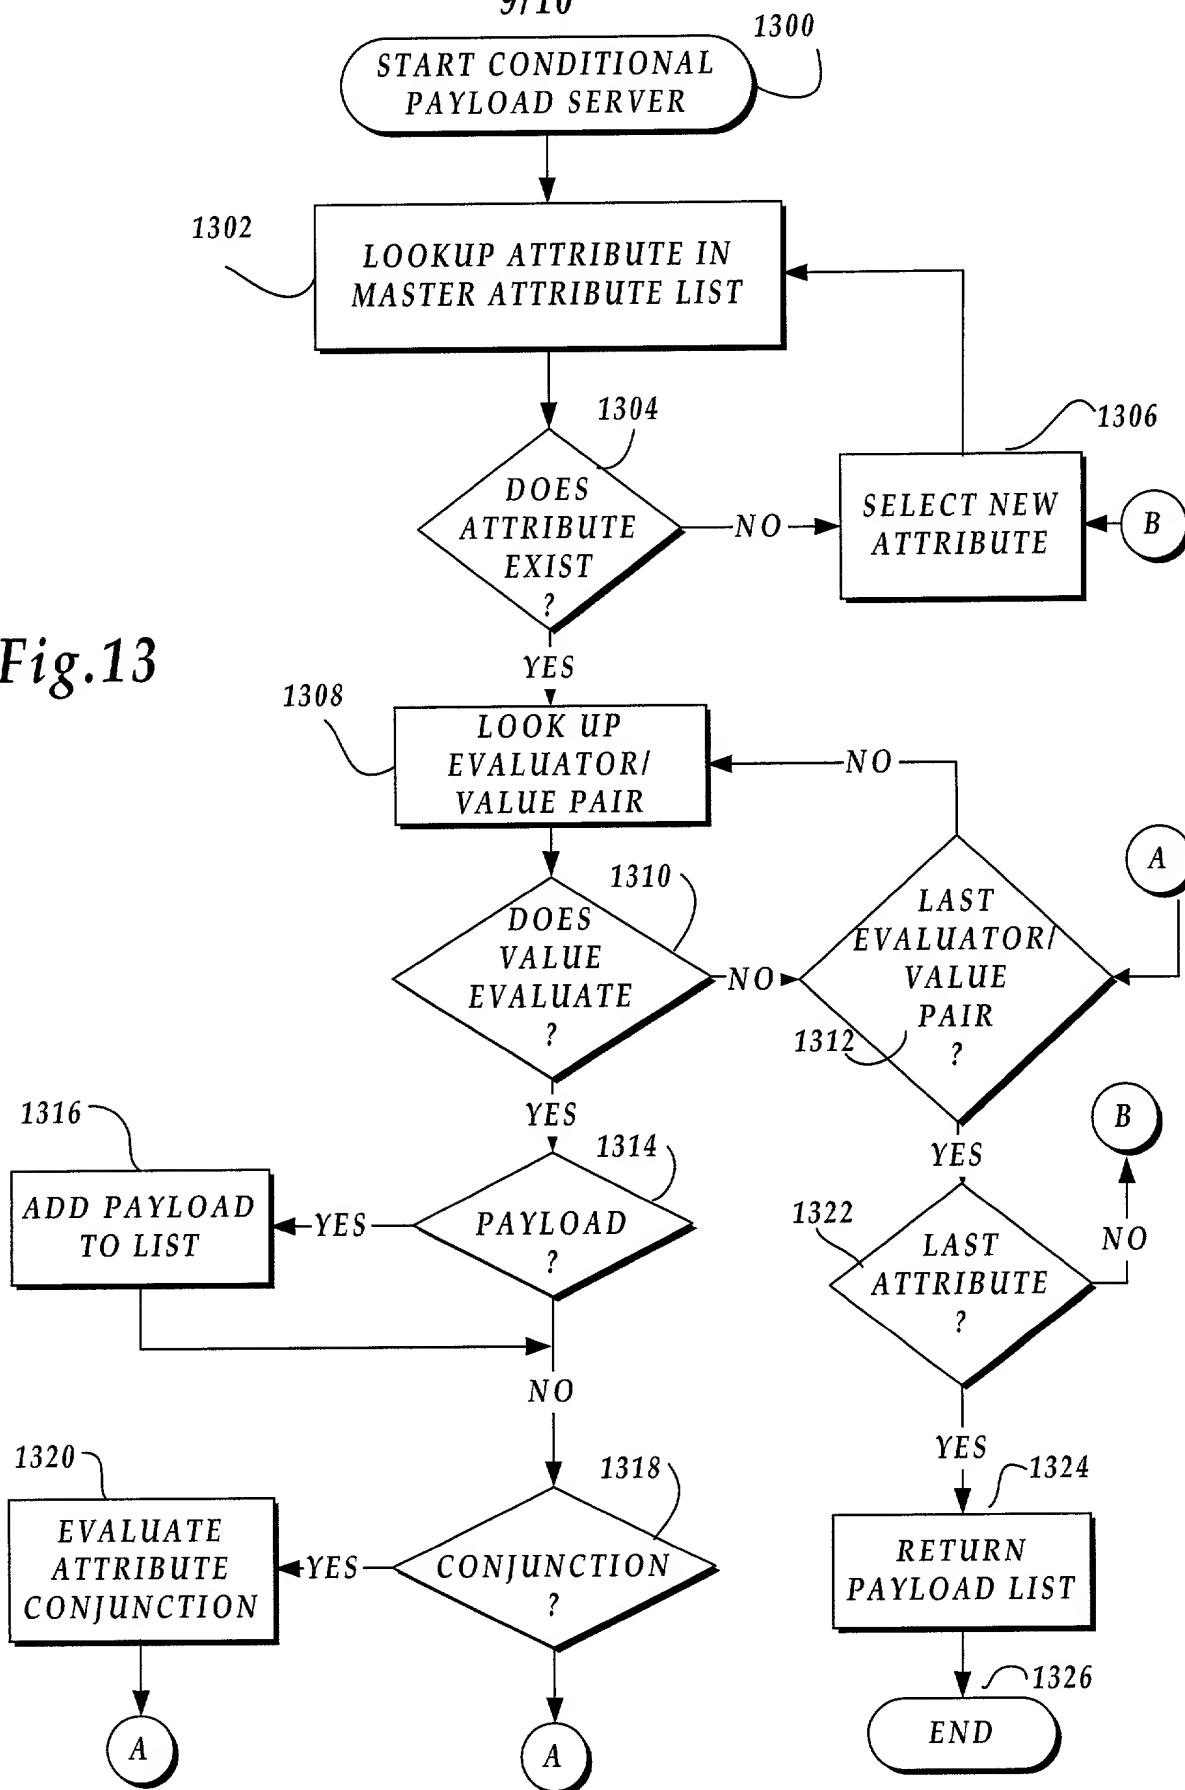 9/10
1300
START CONDITIONAL
PAYLOAD SERVER
1302
LOOKUP ATTRIBUTE IN
MASTER ATTRIBUTE LIST
1304
1306
DOES
ATTRIBUTE
EXIST
?
NO
SELECT NEW
ATTRIBUTE
B
YES
Fig.13
1308
LOOK UP
EVALUATOR/
VALUE PAIR
NO
A
1310
DOES
VALUE
EVALUATE
?
NO
LAST
EVALUATOR/
VALUE
PAIR
?
1312
YES
1316
1314
ADD PAYLOAD
TO LIST
YES
PAYLOAD
?
B
YES
1322
LAST
ATTRIBUTE
?
NO
NO
1320
1318
EVALUATE
ATTRIBUTE
CONJUNCTION
YES
CONJUNCTION
?
YES
1324
RETURN
PAYLOAD LIST
1326
END
A
A